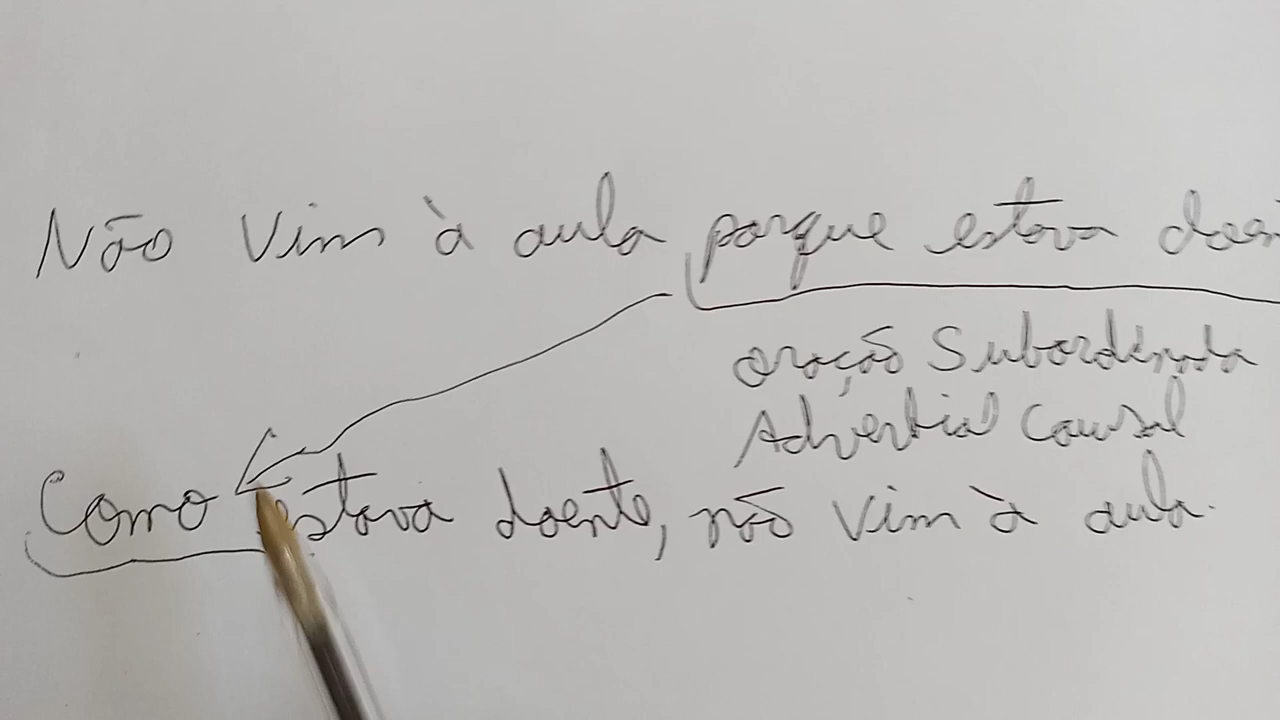 Não vim à aula porque estava doen
oração Subordinada
Adverbial Causal
Como estava doente, não vim à aula.